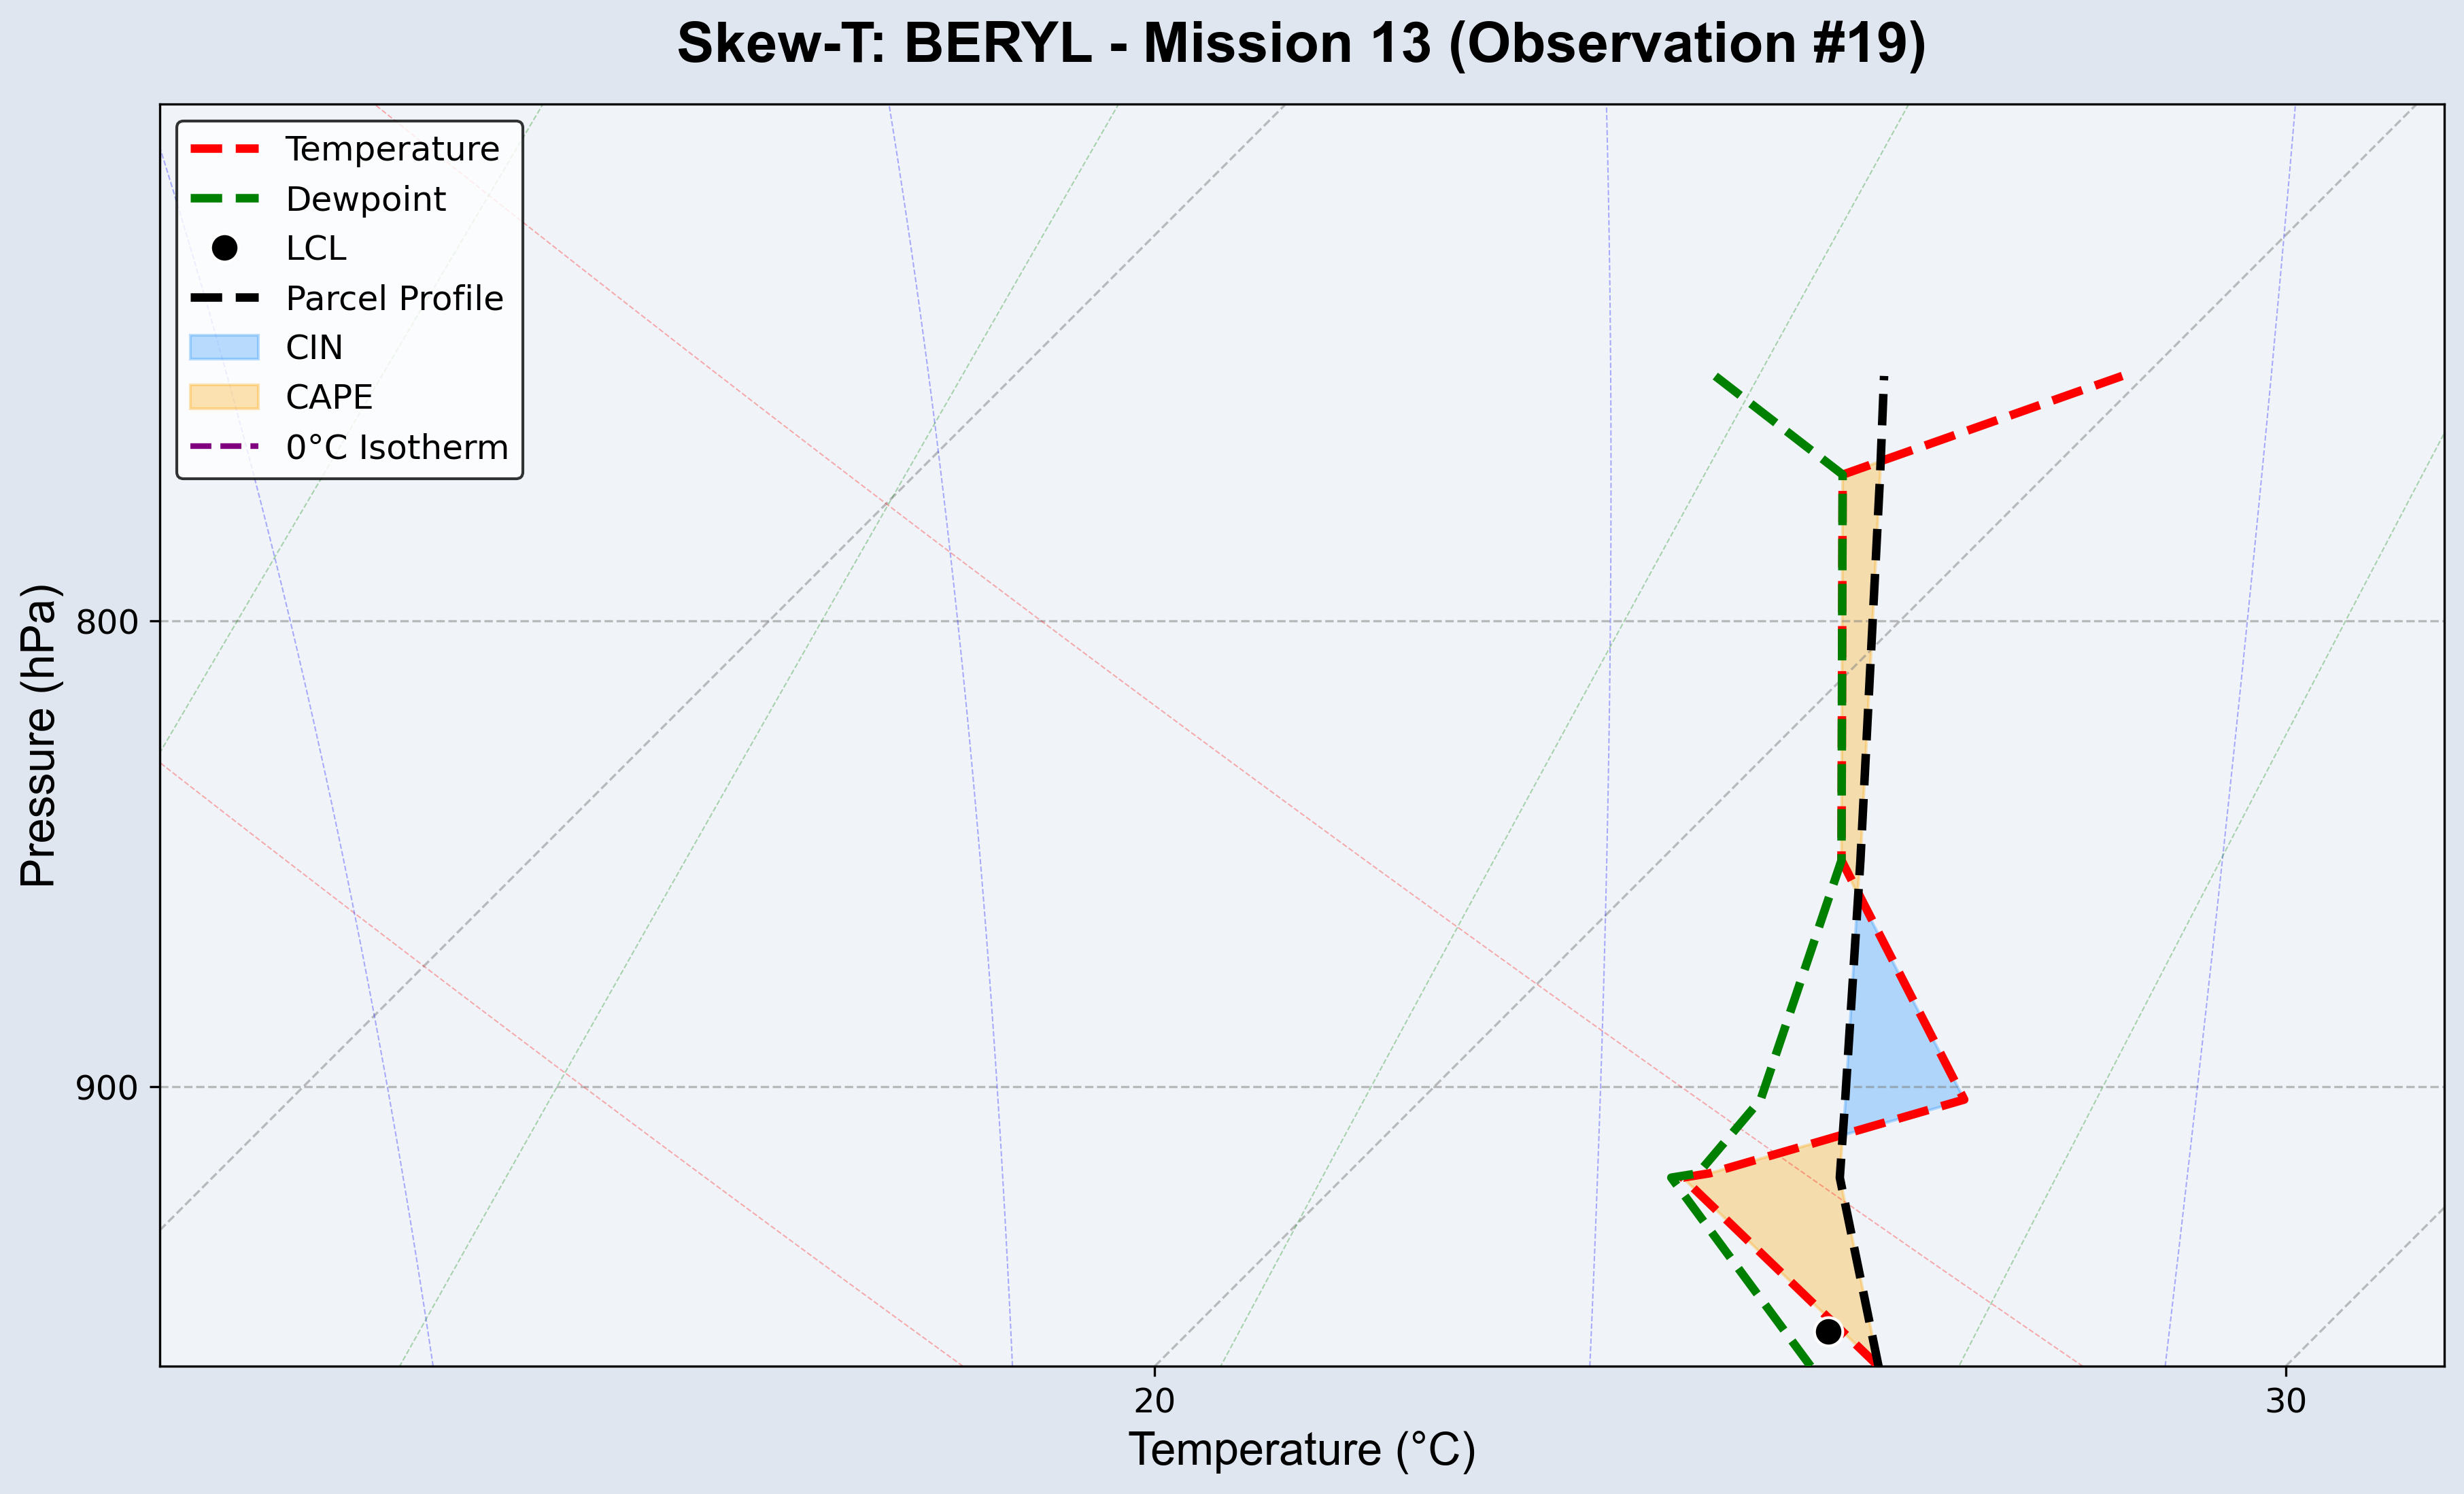 Skew-T: BERYL - Mission 13 (Observation #19)
Temperature
Dewpoint
LCL
Parcel Profile
CIN
CAPE
0°C Isotherm
Pressure (hPa)
800
900
20
30
Temperature (°C)